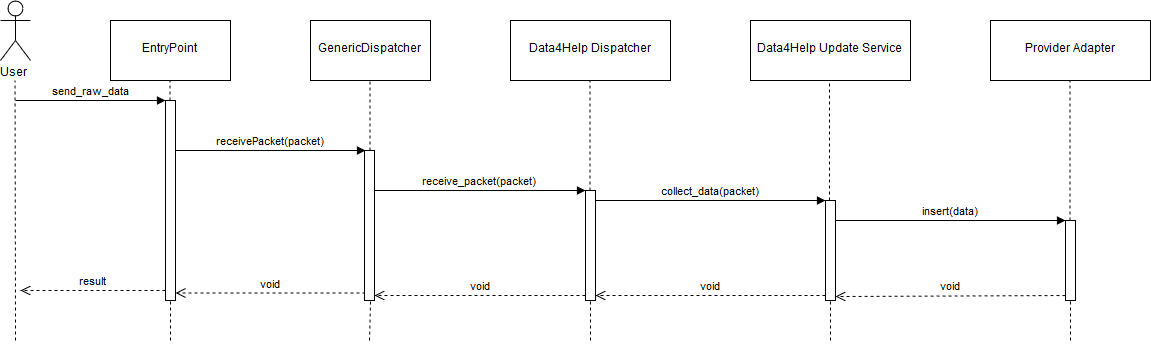 EntryPoint
GenericDispatcher
Data4Help Dispatcher
Data4Help Update Service
Provider Adapter
User
send_raw_data
receivePacket(packet)
receive_packet(packet)
collect_data(packet)
insert(data)
result
void
void
void
void